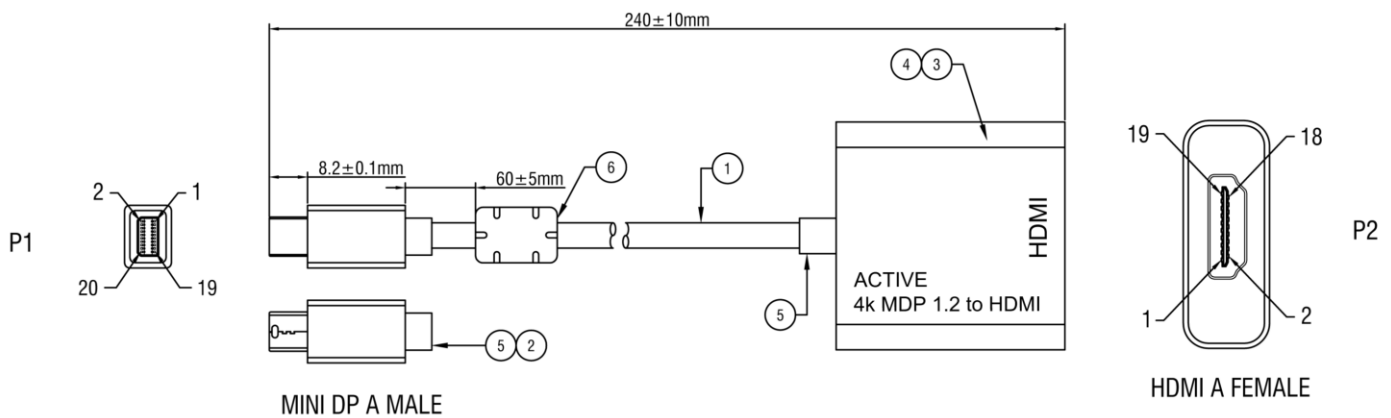 240±10mm
4 3
8.2±0.1mm
60±5mm
6
1
19
18
2
1
P1
HDMI
P2
20
19
ACTIVE
4k MDP 1.2 to HDMI
5
1
2
5 2
MINI DP A MALE
HDMI A FEMALE